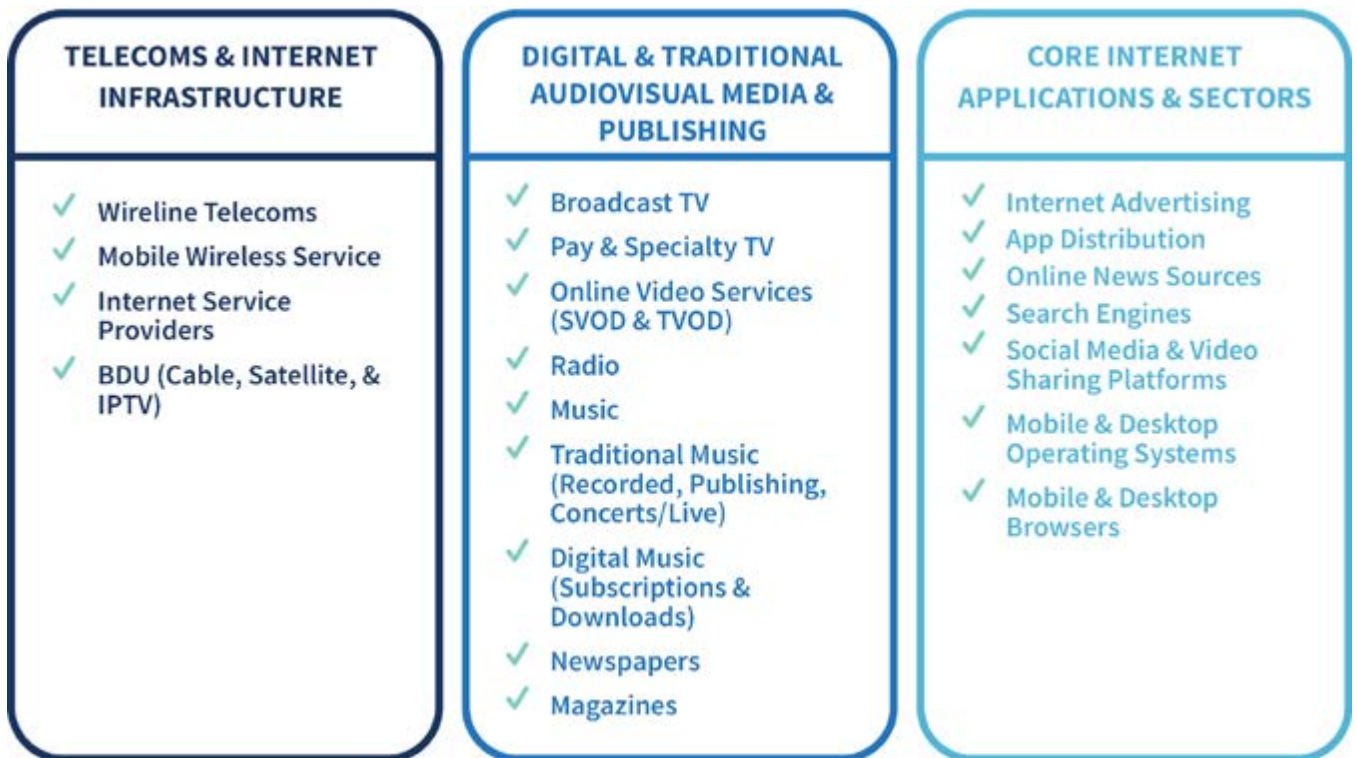 TELECOMS & INTERNET
INFRASTRUCTURE
Wireline Telecoms
Mobile Wireless Service
Internet Service
Providers
BDU (Cable, Satellite, &
IPTV)
DIGITAL & TRADITIONAL
AUDIOVISUAL MEDIA &
PUBLISHING
Broadcast TV
Pay & Specialty TV
Online Video Services
(SVOD & TVOD)
Radio
Music
Traditional Music
(Recorded, Publishing,
Concerts/Live)
Digital Music
(Subscriptions &
Downloads)
Newspapers
Magazines
CORE INTERNET
APPLICATIONS & SECTORS
Internet Advertising
App Distribution
Online News Sources
Search Engines
Social Media & Video
Sharing Platforms
Mobile & Desktop
Operating Systems
Mobile & Desktop
Browsers